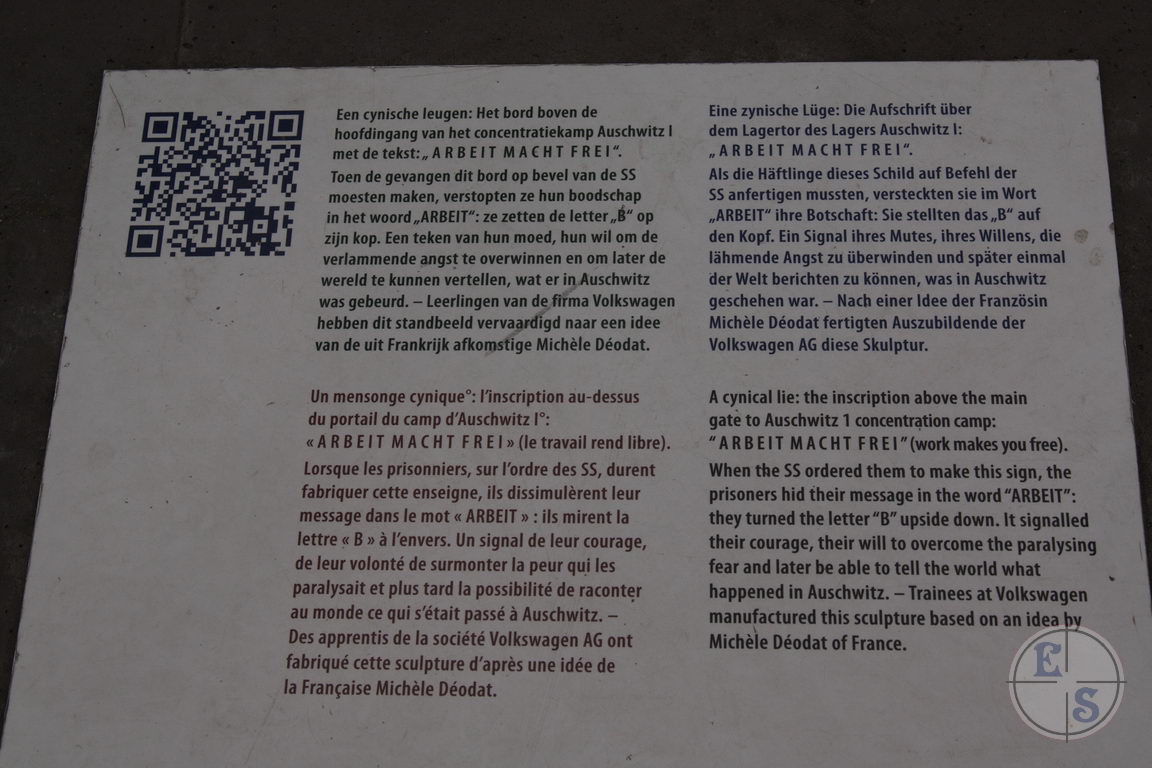 Een cynische leugen: Het bord boven de
hoofdingang van het concentratiekamp Auschwitz I
met de tekst: „ A R B E I T  M A C H T  F R E I “.
Toen de gevangen dit bord op bevel van de SS
moesten maken, verstopten ze hun boodschap
in het woord „ARBEIT“: ze zetten de letter „B“ op
zijn kop. Een teken van hun moed, hun wil om de
verlammende angst te overwinnen en om later de
wereld te kunnen vertellen, wat er in Auschwitz
was gebeurd. – Leerlingen van de firma Volkswagen
hebben dit standbeeld vervaardigd naar een idee
van de uit Frankrijk afkomstige Michèle Déodat.
Eine zynische Lüge: Die Aufschrift über
dem Lagertor des Lagers Auschwitz I:
„ A R B E I T  M A C H T  F R E I “.
Als die Häftlinge dieses Schild auf Befehl der
SS anfertigen mussten, versteckten sie im Wort
„ARBEIT“ ihre Botschaft: Sie stellten das „B“ auf
den Kopf. Ein Signal ihres Mutes, ihres Willens, die
lähmende Angst zu überwinden und später einmal
der Welt berichten zu können, was in Auschwitz
geschehen war. – Nach einer Idee der Französin
Michèle Déodat fertigten Auszubildende der
Volkswagen AG diese Skulptur.
Un mensonge cynique°: l’inscription au-dessus
du portail du camp d’Auschwitz I°:
« A R B E I T  M A C H T  F R E I » (le travail rend libre).
Lorsque les prisonniers, sur l’ordre des SS, durent
fabriquer cette enseigne, ils dissimulèrent leur
message dans le mot « ARBEIT » : ils mirent la
lettre « B » à l‘envers. Un signal de leur courage,
de leur volonté de surmonter la peur qui les
paralysait et plus tard la possibilité de raconter
au monde ce qui s’était passé à Auschwitz. –
Des apprentis de la société Volkswagen AG ont
fabriqué cette sculpture d’après une idée de
la Française Michèle Déodat.
A cynical lie: the inscription above the main
gate to Auschwitz 1 concentration camp:
“ A R B E I T  M A C H T  F R E I ” (work makes you free).
When the SS ordered them to make this sign, the
prisoners hid their message in the word “ARBEIT”:
they turned the letter “B” upside down. It signalled
their courage, their will to overcome the paralysing
fear and later be able to tell the world what
happened in Auschwitz. – Trainees at Volkswagen
manufactured this sculpture based on an idea by
Michèle Déodat of France.
E
S